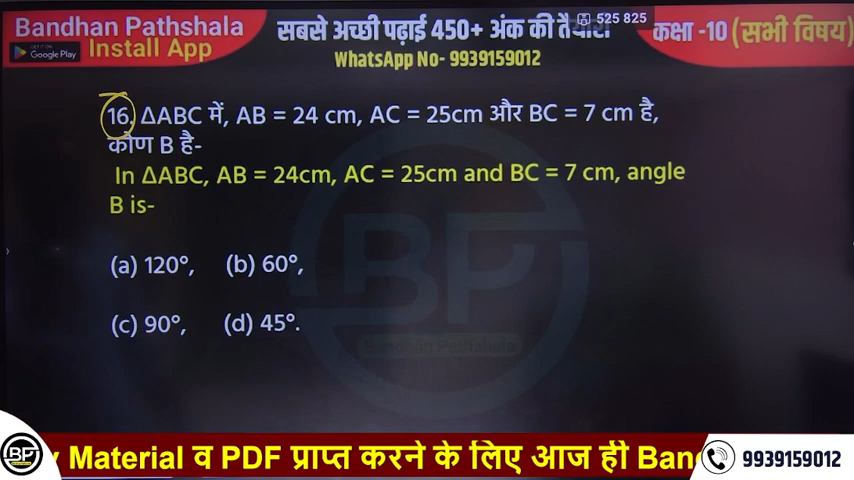 Bandhan Pathshala
GET IT ON
Google Play
Install App
सबसे अच्छी पढ़ाई 450+ अंक की तैयारी
525 825
WhatsApp No- 9939159012
कक्षा -10 (सभी विषय)
16. ΔABC में, AB = 24 cm, AC = 25cm और BC = 7 cm है,
कोण B है-
In ΔABC, AB = 24cm, AC = 25cm and BC = 7 cm, angle
B is-
(a) 120°, (b) 60°,
(c) 90°, (d) 45°.
BP
Bandhan Pathshala
BP
Material व PDF प्राप्त करने के लिए आज ही
9939159012